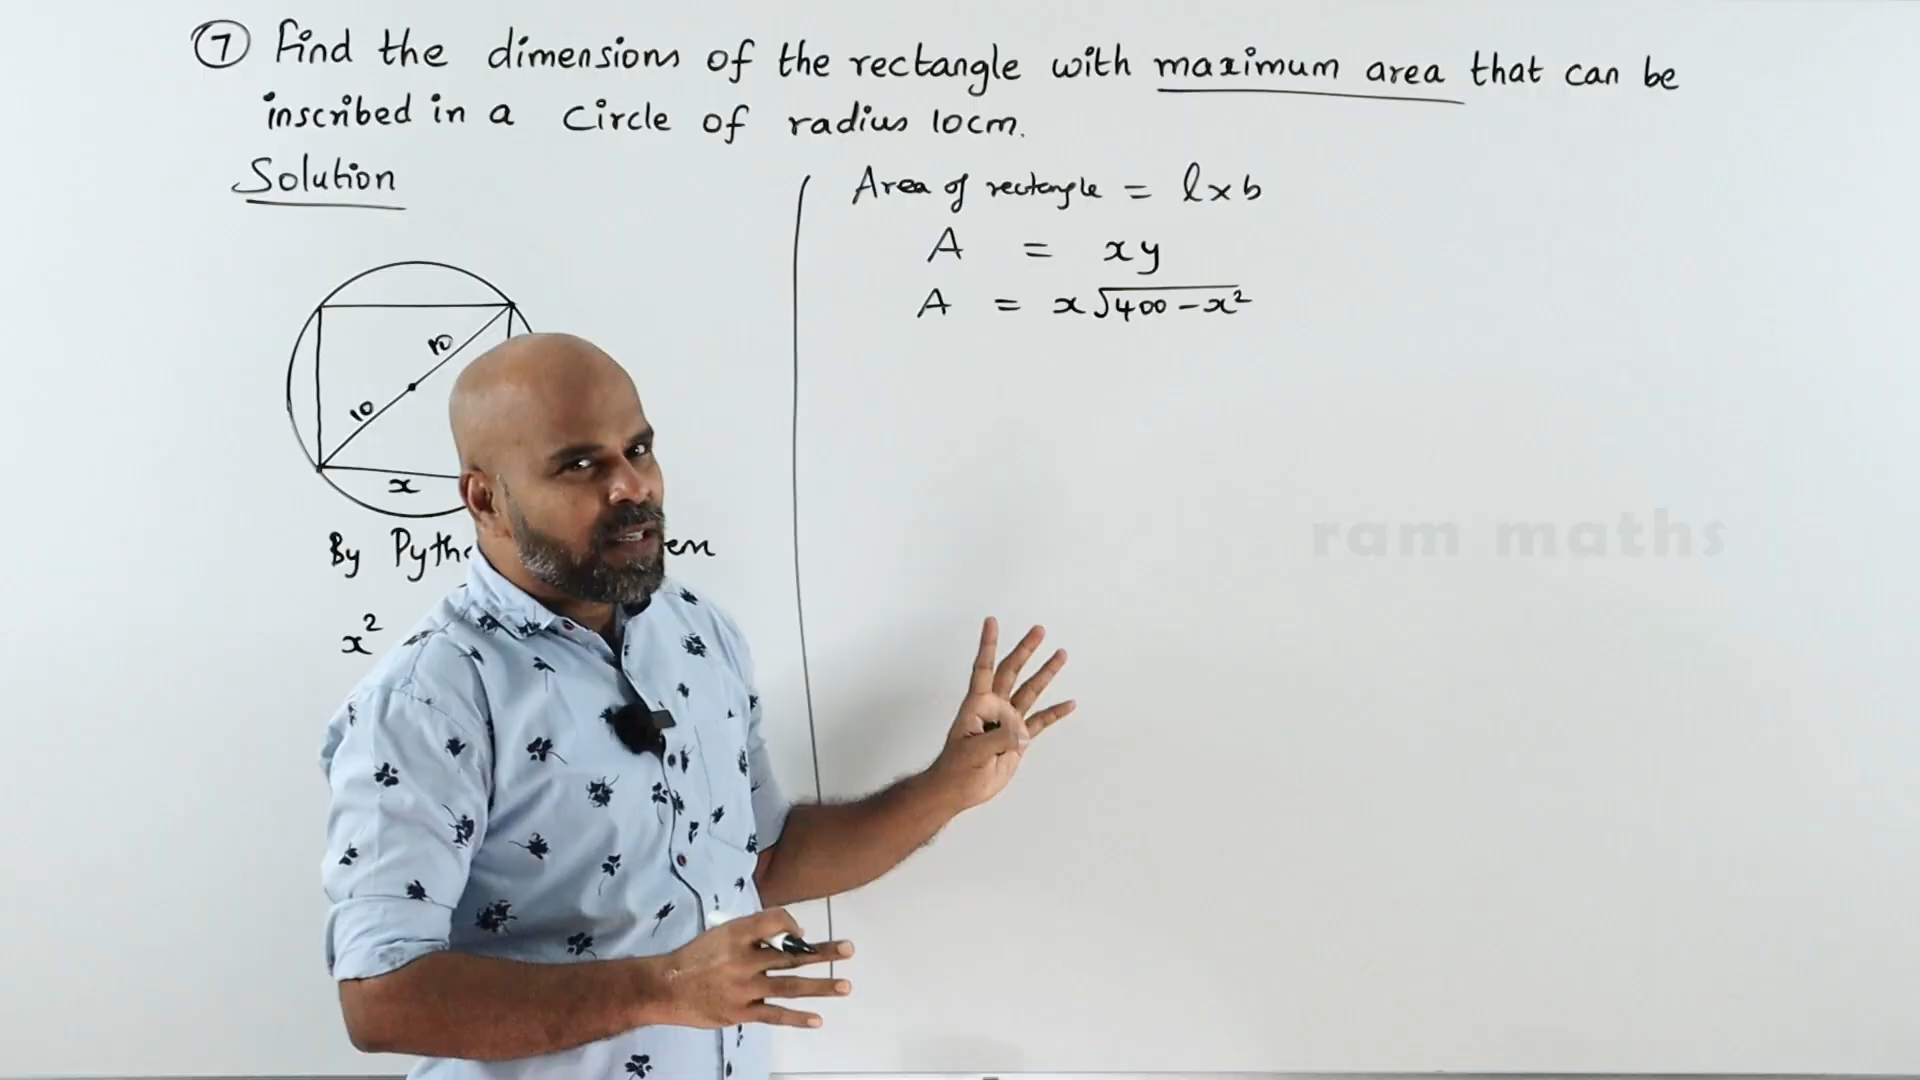 7 Find the dimensions of the rectangle with maximum area that can be
inscribed in a circle of radius 10cm.
Solution
10
10
x
By
x²
Area of rectangle = l×b
A = xy
A = x√400-x²
ram maths